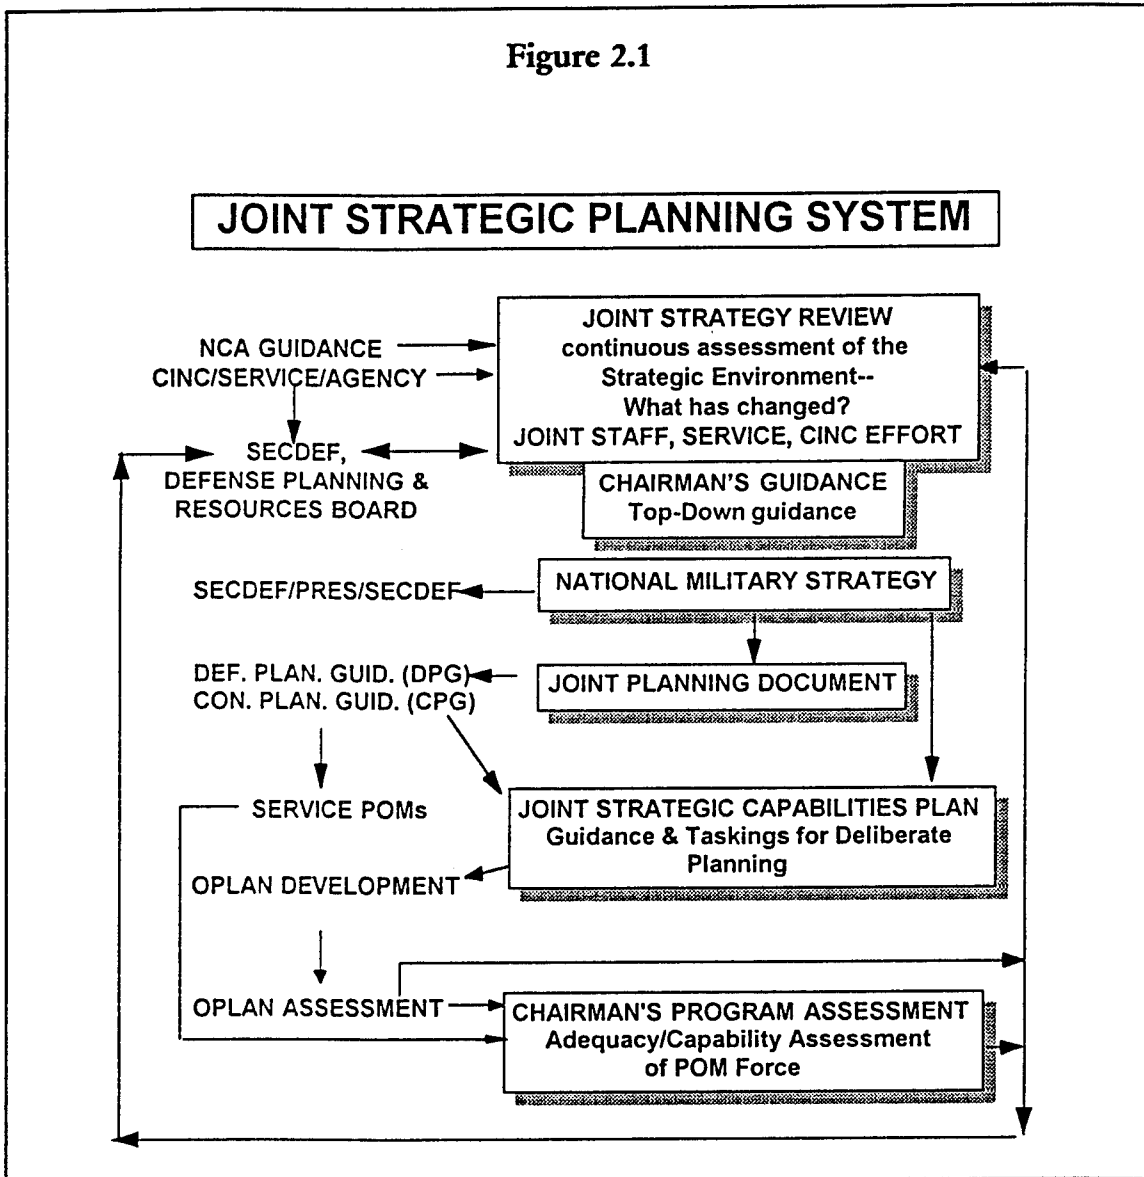 Figure 2.1
JOINT STRATEGIC PLANNING SYSTEM
NCA GUIDANCE
CINC/SERVICE/AGENCY
JOINT STRATEGY REVIEW
continuous assessment of the
Strategic Environment--
What has changed?
JOINT STAFF, SERVICE, CINC EFFORT
SECDEF,
DEFENSE PLANNING &
RESOURCES BOARD
CHAIRMAN'S GUIDANCE
Top-Down guidance
SECDEF/PRES/SECDEF
NATIONAL MILITARY STRATEGY
DEF. PLAN. GUID. (DPG)
CON. PLAN. GUID. (CPG)
JOINT PLANNING DOCUMENT
SERVICE POMs
JOINT STRATEGIC CAPABILITIES PLAN
Guidance & Taskings for Deliberate
Planning
OPLAN DEVELOPMENT
OPLAN ASSESSMENT
CHAIRMAN'S PROGRAM ASSESSMENT
Adequacy/Capability Assessment
of POM Force